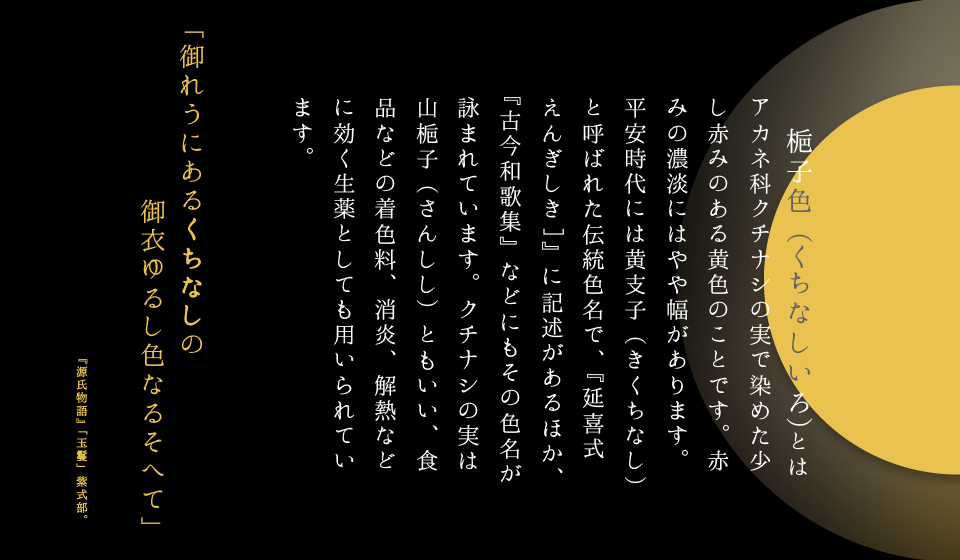 梔子色（くちなしいろ）とは
アカネ科クチナシの実で染めた少
し赤みのある黄色のことです。赤
みの濃淡にはやや幅があります。
平安時代には黄支子（きくちなし）
と呼ばれた伝統色名で、『延喜式
えんぎしき］』に記述があるほか、
『古今和歌集』などにもその色名が
詠まれています。クチナシの実は
山梔子（さんしし）ともいい、食
品などの着色料、消炎、解熱など
に効く生薬としても用いられてい
ます。
「御れうにあるくちなしの
御衣ゆるし色なるそへて」
『源氏物語』「玉鬘」紫式部。